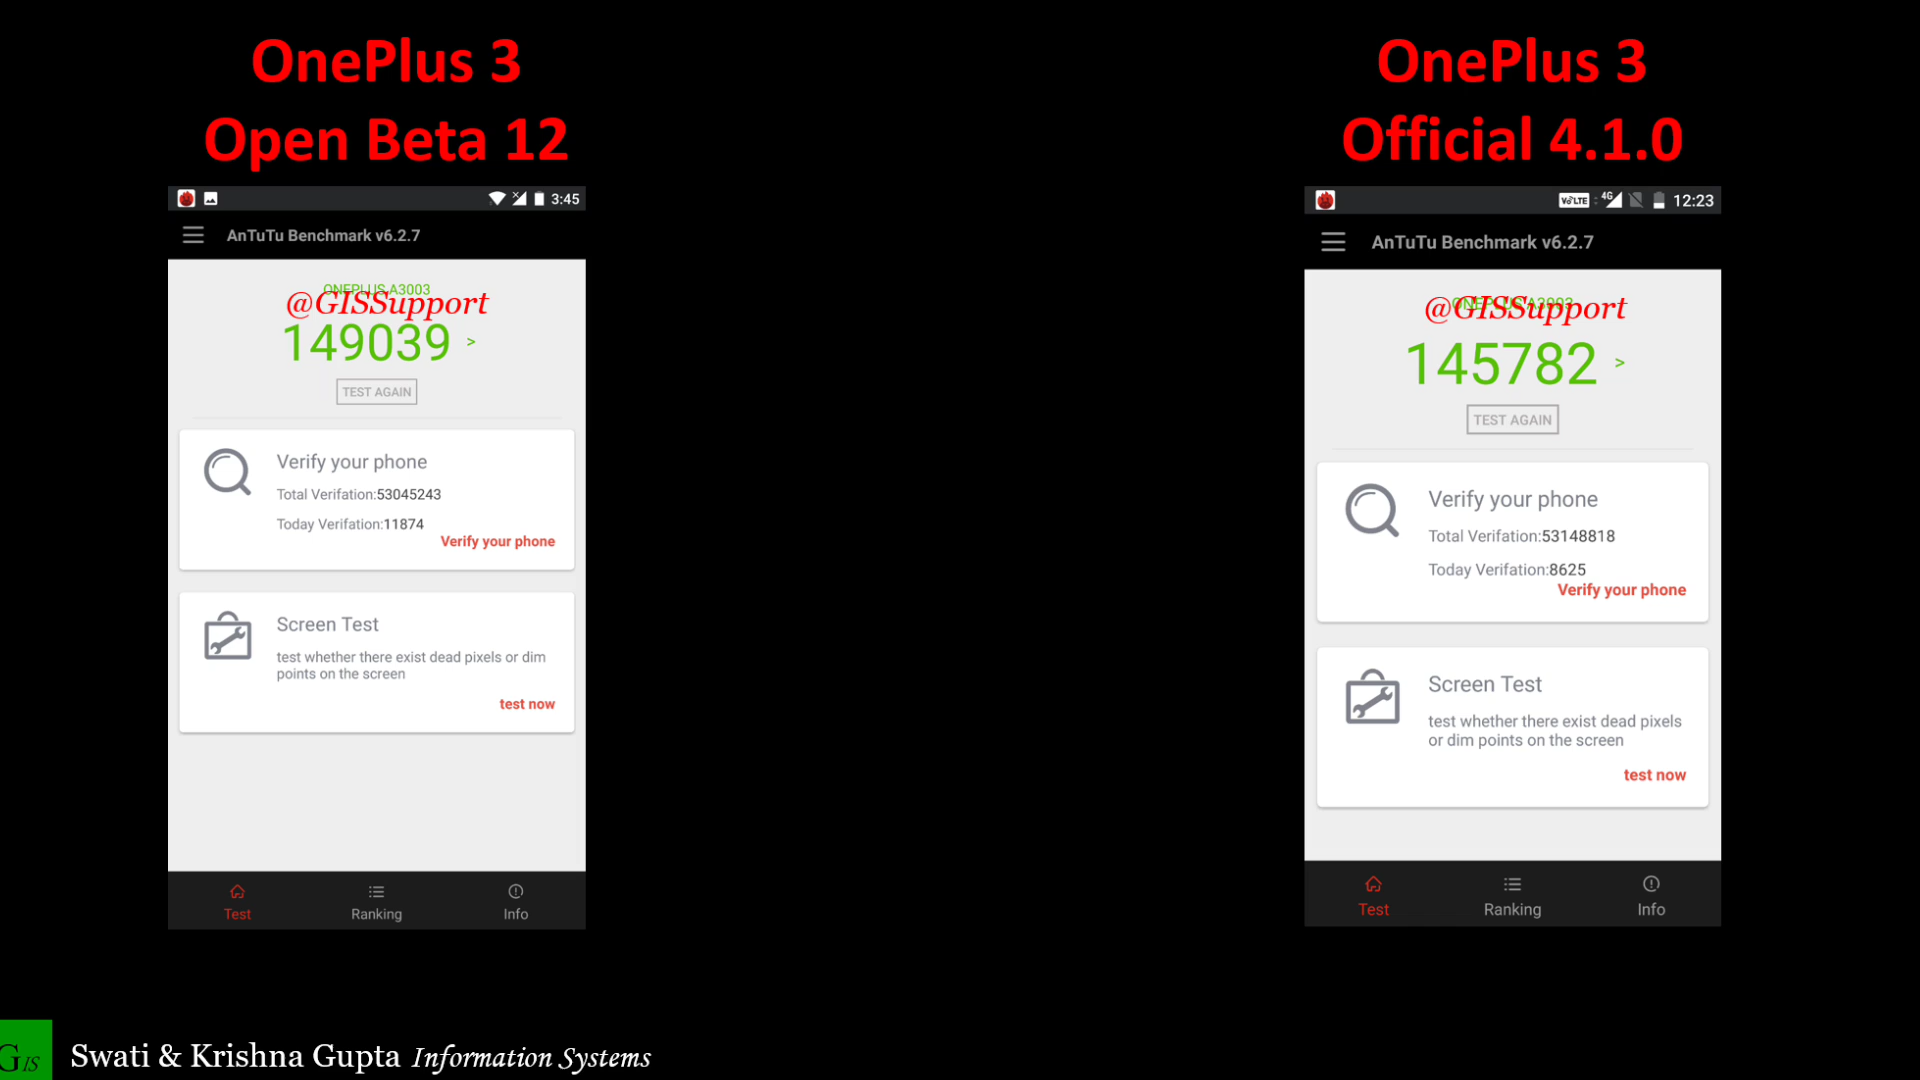 OnePlus 3
Open Beta 12
3:45
AnTuTu Benchmark v6.2.7
ONEPLUS A3003
@GISSupport
149039 >
TEST AGAIN
Verify your phone
Total Verifation:53045243
Today Verifation:11874
Verify your phone
Screen Test
test whether there exist dead pixels or dim
points on the screen
test now
Test
Ranking
Info
OnePlus 3
Official 4.1.0
VoLTE 4G 12:23
AnTuTu Benchmark v6.2.7
ONEPLUS A3003
@GISSupport
145782 >
TEST AGAIN
Verify your phone
Total Verifation:53148818
Today Verifation:8625
Verify your phone
Screen Test
test whether there exist dead pixels
or dim points on the screen
test now
Test
Ranking
Info
GIS
Swati & Krishna Gupta Information Systems